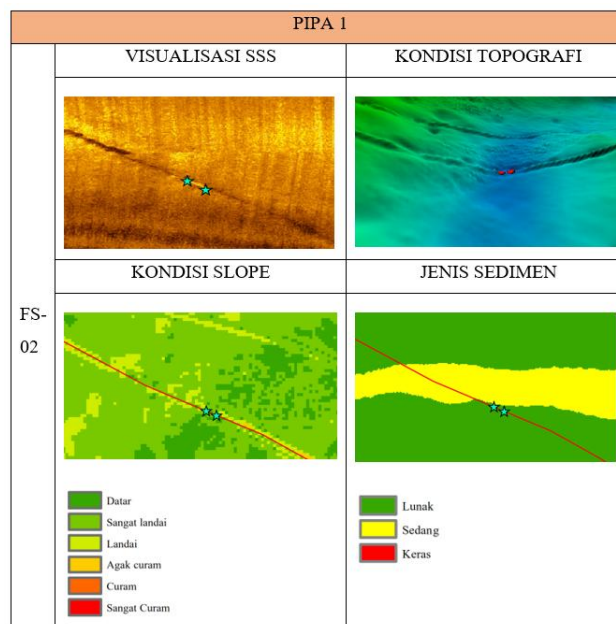 PIPA 1
VISUALISASI SSS
KONDISI TOPOGRAFI
FS-
02
KONDISI SLOPE
JENIS SEDIMEN
Datar
Sangat landai
Landai
Agak curam
Curam
Sangat Curam
Lunak
Sedang
Keras